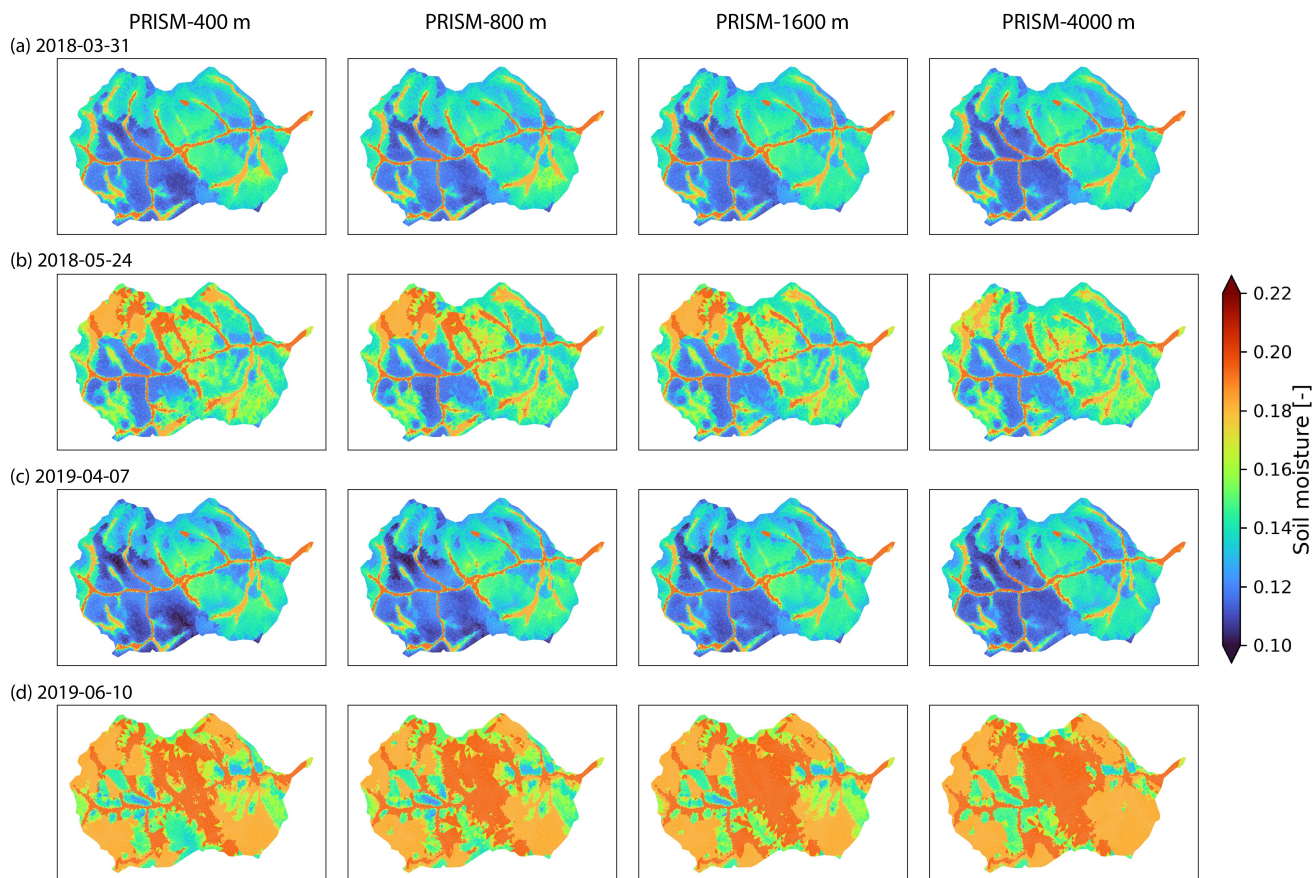 PRISM-400 m PRISM-800 m PRISM-1600 m PRISM-4000 m
(a) 2018-03-31
(b) 2018-05-24
(c) 2019-04-07
(d) 2019-06-10
0.22
0.20
0.18
0.16
0.14
0.12
0.10
Soil moisture [-]